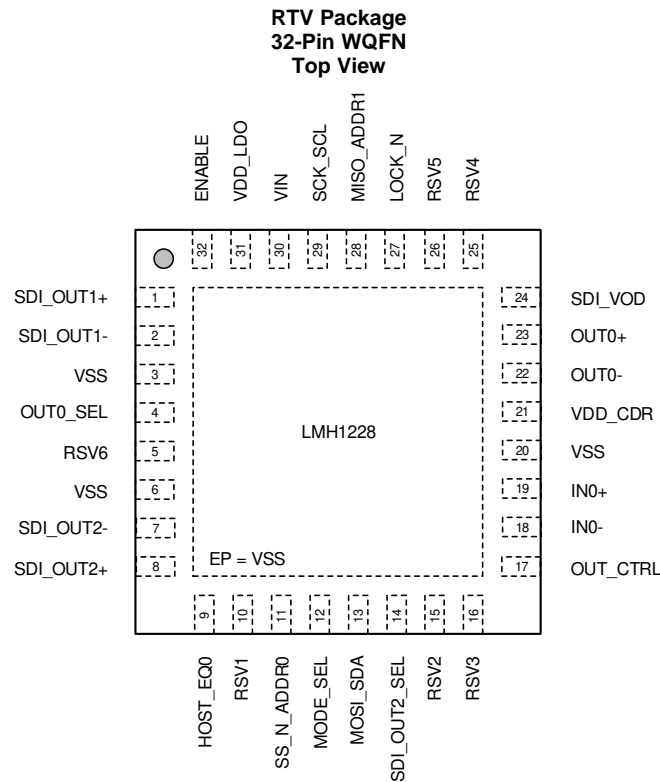 RTV Package
32-Pin WQFN
Top View
ENABLE
VDD_LDO
VIN
SCK_SCL
MISO_ADDR1
LOCK_N
RSV5
RSV4
32
31
30
29
28
27
26
25
SDI_OUT1+ 1
SDI_OUT1- 2
VSS 3
OUT0_SEL 4
RSV6 5
VSS 6
SDI_OUT2- 7
SDI_OUT2+ 8
LMH1228
EP = VSS
24 SDI_VOD
23 OUT0+
22 OUT0-
21 VDD_CDR
20 VSS
19 IN0+
18 IN0-
17 OUT_CTRL
9
10
11
12
13
14
15
16
HOST_EQ0
RSV1
SS_N_ADDR0
MODE_SEL
MOSI_SDA
SDI_OUT2_SEL
RSV2
RSV3